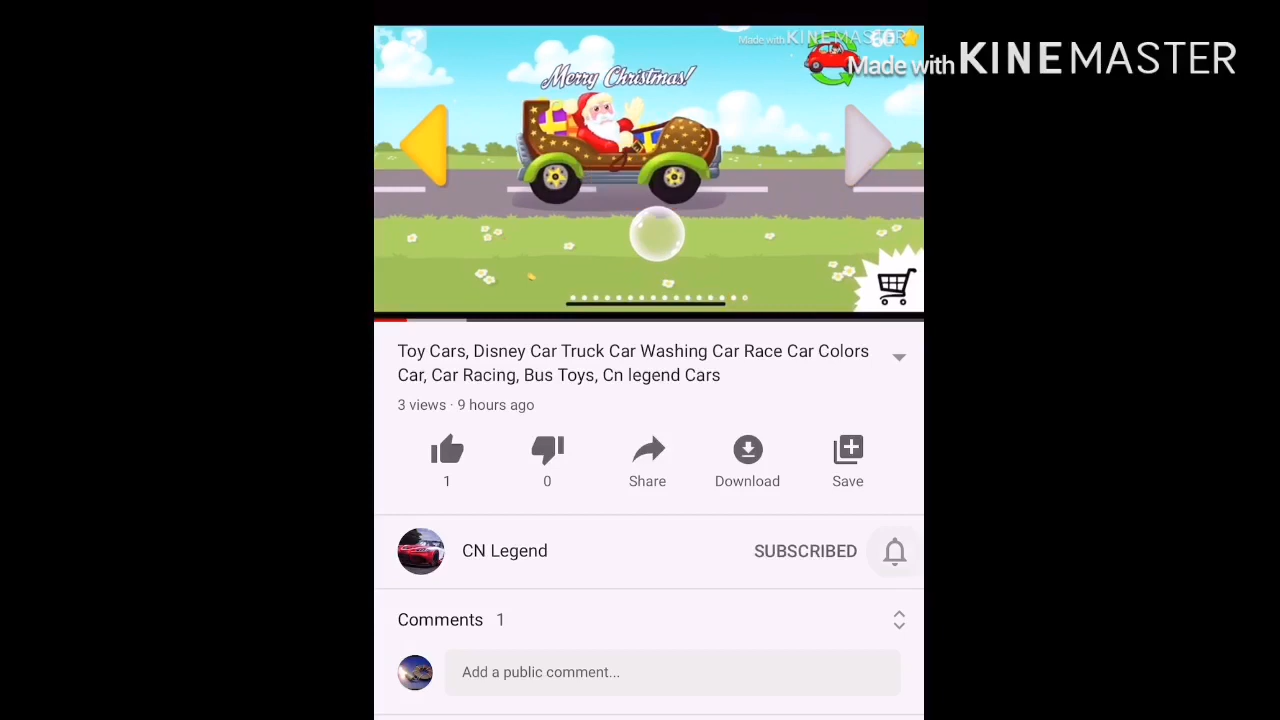 Made with KINEMASTER
Made with KINEMASTER
Merry Christmas!
Toy Cars, Disney Car Truck Car Washing Car Race Car Colors
Car, Car Racing, Bus Toys, Cn legend Cars
3 views · 9 hours ago
1
0
Share
Download
Save
CN Legend
SUBSCRIBED
Comments 1
Add a public comment...